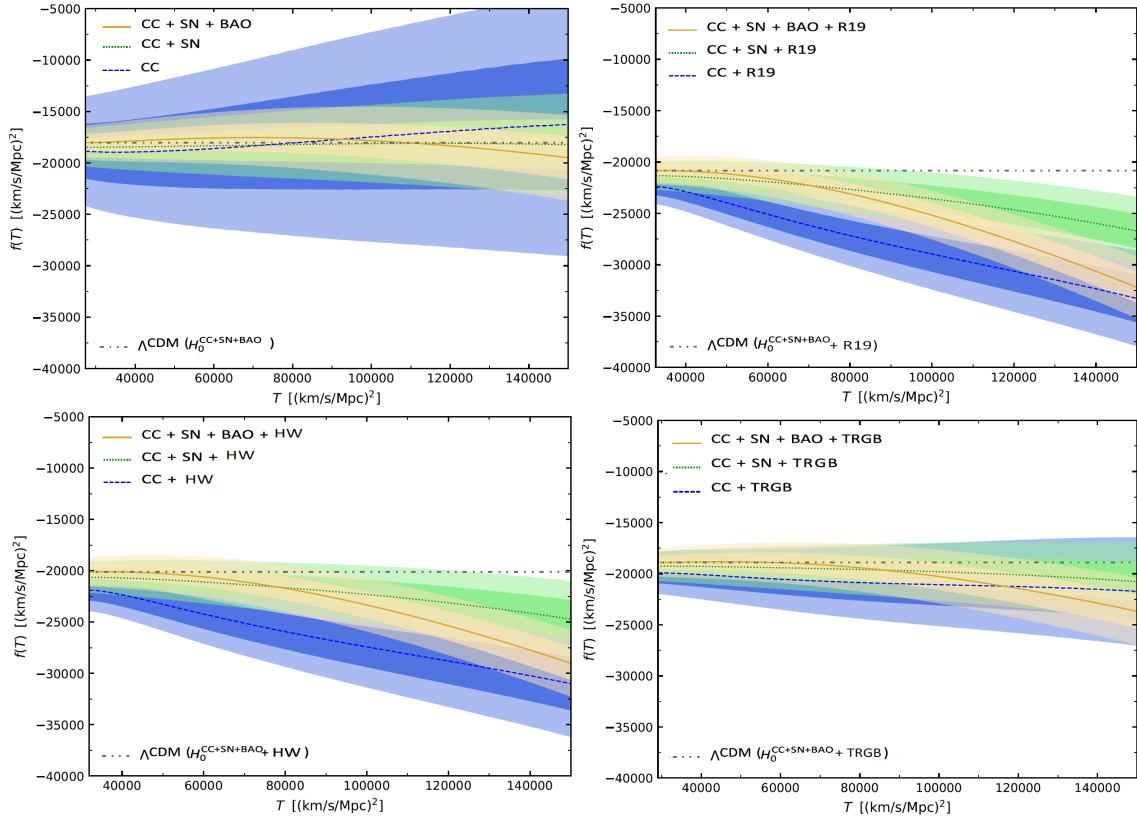 −5000
−10000
−15000
−20000
−25000
−30000
−35000
−40000
f(T) [(km/s/Mpc)²]
CC + SN + BAO
CC + SN
CC
ΛCDM (H₀^CC+SN+BAO )
40000 60000 80000 100000 120000 140000
T [(km/s/Mpc)²]
−5000
−10000
−15000
−20000
−25000
−30000
−35000
−40000
f(T) [(km/s/Mpc)²]
CC + SN + BAO + R19
CC + SN + R19
CC + R19
ΛCDM (H₀^CC+SN+BAO + R19)
40000 60000 80000 100000 120000 140000
T [(km/s/Mpc)²]
−5000
−10000
−15000
−20000
−25000
−30000
−35000
−40000
f(T) [(km/s/Mpc)²]
CC + SN + BAO + HW
CC + SN + HW
CC + HW
ΛCDM (H₀^CC+SN+BAO + HW)
40000 60000 80000 100000 120000 140000
T [(km/s/Mpc)²]
−5000
−10000
−15000
−20000
−25000
−30000
−35000
−40000
f(T) [(km/s/Mpc)²]
CC + SN + BAO + TRGB
CC + SN + TRGB
CC + TRGB
ΛCDM (H₀^CC+SN+BAO + TRGB)
40000 60000 80000 100000 120000 140000
T [(km/s/Mpc)²]